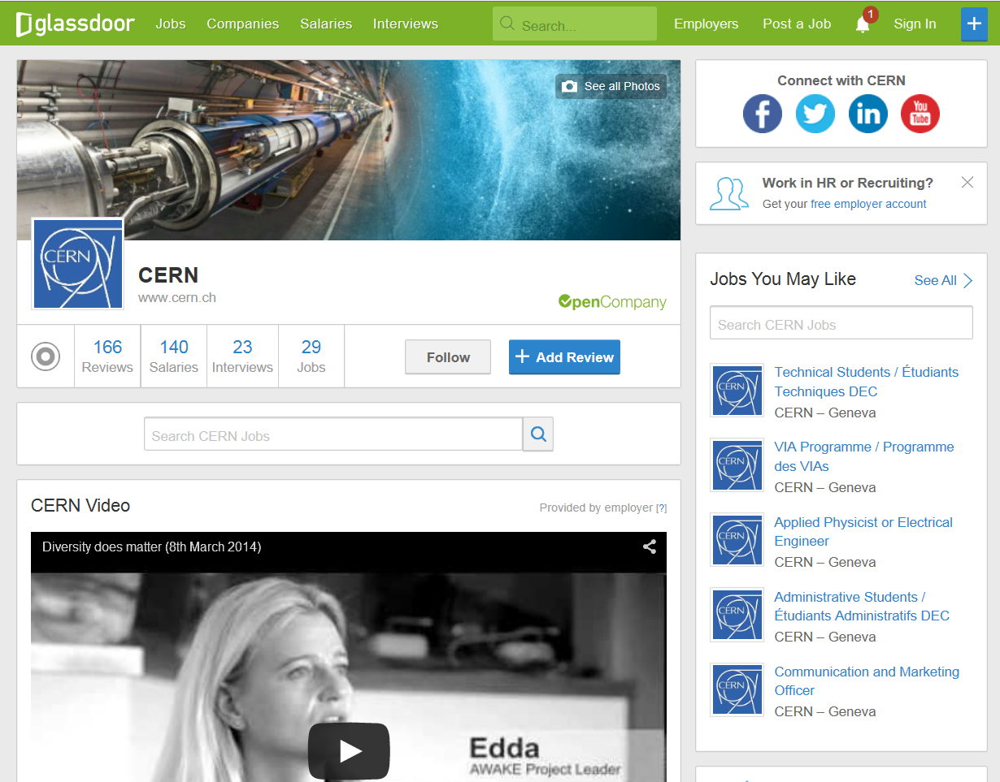 glassdoor Jobs Companies Salaries Interviews Search... Employers Post a Job 1 Sign In +
See all Photos
CERN
CERN
www.cern.ch
OpenCompany
166 Reviews
140 Salaries
23 Interviews
29 Jobs
Follow
+ Add Review
Search CERN Jobs
CERN Video
Provided by employer [?]
Diversity does matter (8th March 2014)
Edda
AWAKE Project Leader
Connect with CERN
f
in
You
Tube
Work in HR or Recruiting?
Get your free employer account
Jobs You May Like
See All
Search CERN Jobs
CERN
Technical Students / Étudiants
Techniques DEC
CERN – Geneva
CERN
VIA Programme / Programme
des VIAs
CERN – Geneva
CERN
Applied Physicist or Electrical
Engineer
CERN – Geneva
CERN
Administrative Students /
Étudiants Administratifs DEC
CERN – Geneva
CERN
Communication and Marketing
Officer
CERN – Geneva